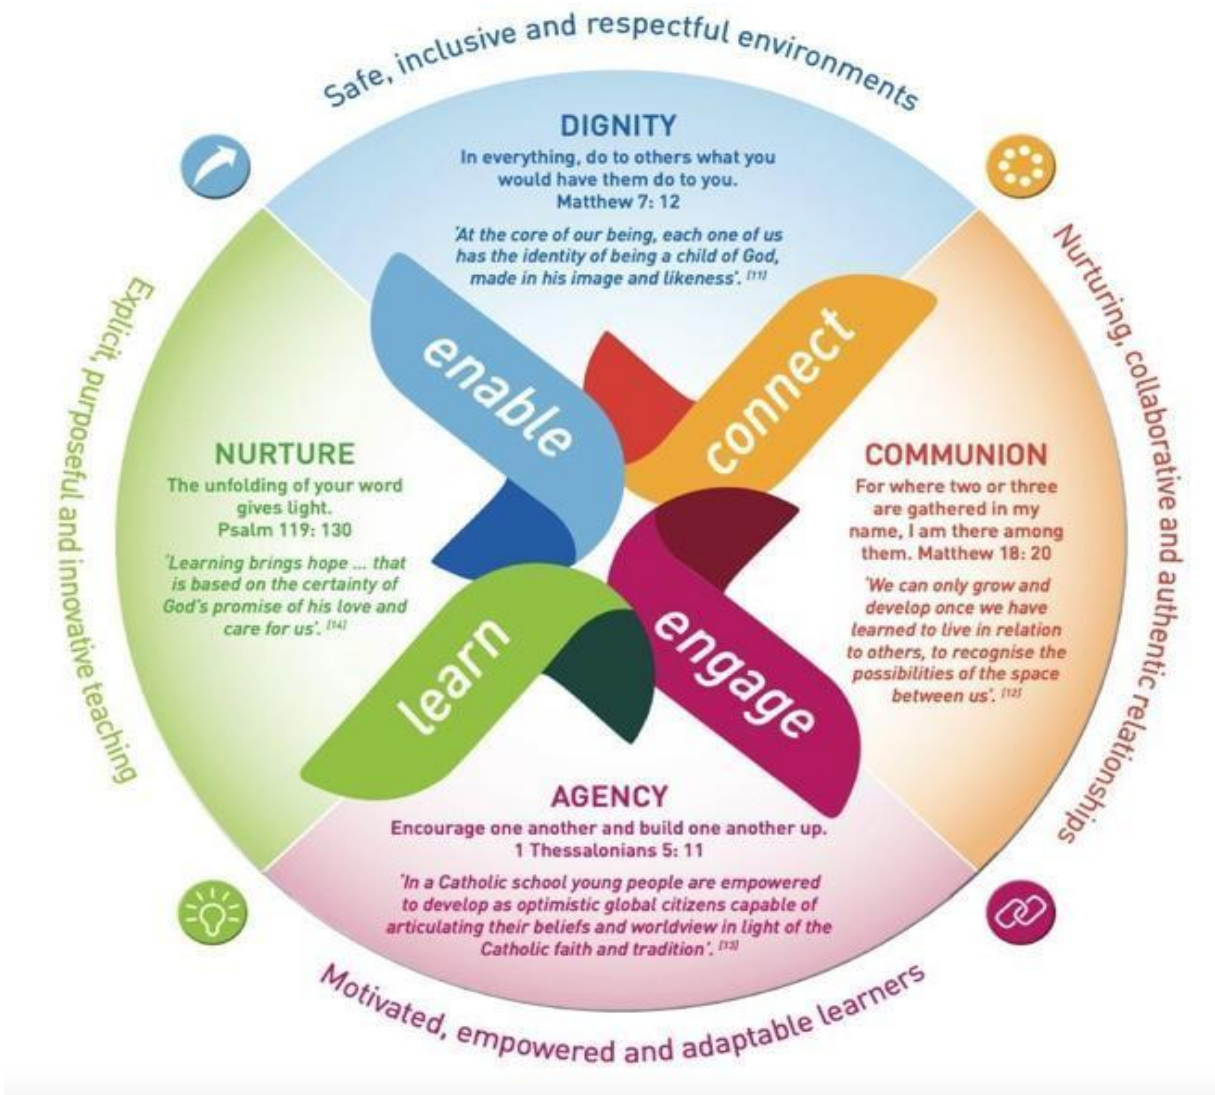 Safe, inclusive and respectful environments
DIGNITY
In everything, do to others what you
would have them do to you.
Matthew 7: 12
'At the core of our being, each one of us
has the identity of being a child of God,
made in his image and likeness'. [11]
enable
connect
Nurturing, collaborative and authentic relationships
COMMUNION
For where two or three
are gathered in my
name, I am there among
them. Matthew 18: 20
'We can only grow and
develop once we have
learned to live in relation
to others, to recognise the
possibilities of the space
between us'. [12]
Explicit, purposeful and innovative teaching
NURTURE
The unfolding of your word
gives light.
Psalm 119: 130
'Learning brings hope ... that
is based on the certainty of
God's promise of his love and
care for us'. [14]
learn
engage
AGENCY
Encourage one another and build one another up.
1 Thessalonians 5: 11
'In a Catholic school young people are empowered
to develop as optimistic global citizens capable of
articulating their beliefs and worldview in light of the
Catholic faith and tradition'. [13]
Motivated, empowered and adaptable learners